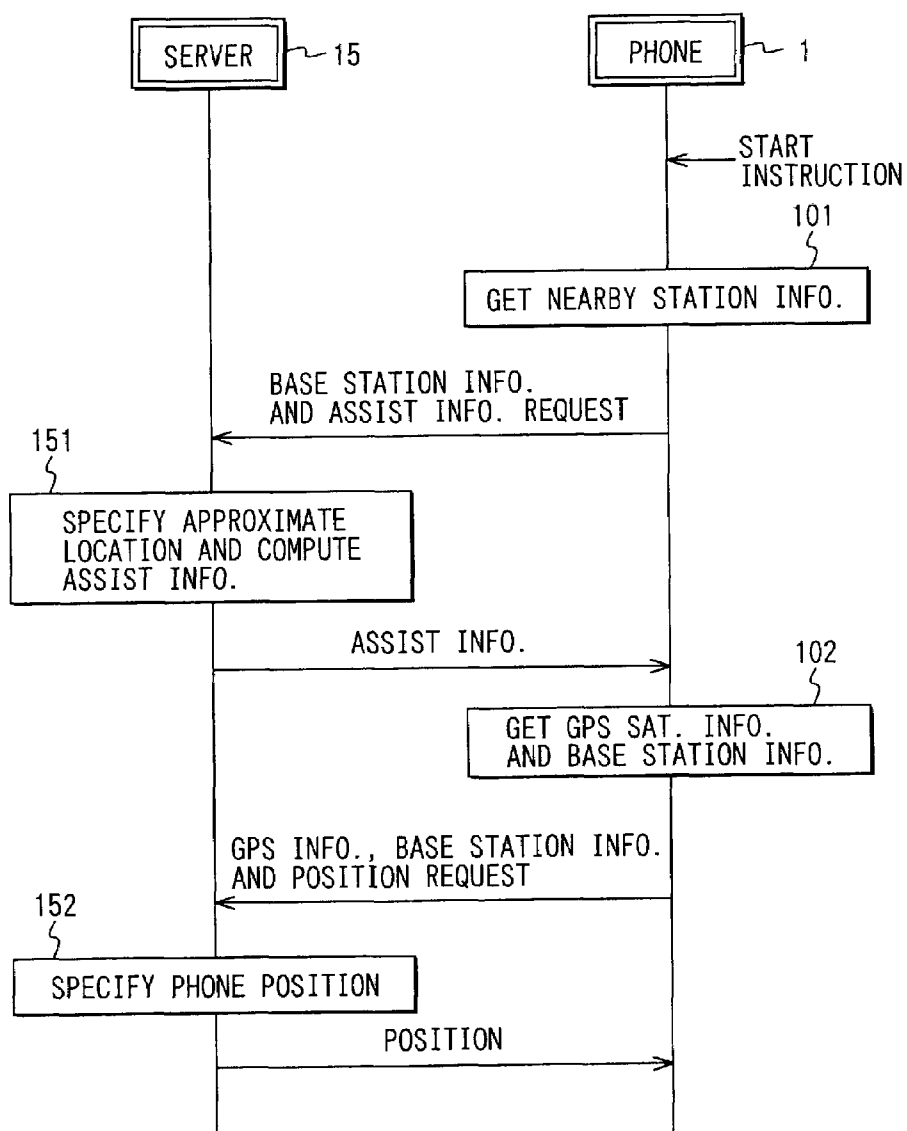 SERVER
15
PHONE
1
START
INSTRUCTION
101
GET NEARBY STATION INFO.
BASE STATION INFO.
AND ASSIST INFO. REQUEST
151
SPECIFY APPROXIMATE
LOCATION AND COMPUTE
ASSIST INFO.
ASSIST INFO.
102
GET GPS SAT. INFO.
AND BASE STATION INFO.
GPS INFO., BASE STATION INFO.
AND POSITION REQUEST
152
SPECIFY PHONE POSITION
POSITION